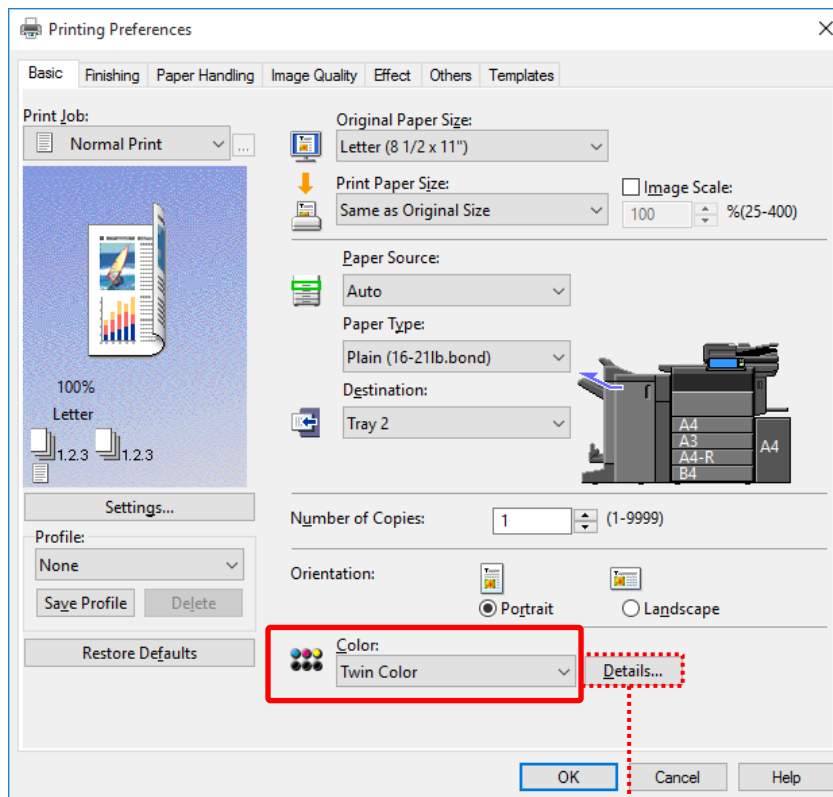 Printing Preferences
Basic Finishing Paper Handling Image Quality Effect Others Templates
Print Job:
Normal Print ...
100%
Letter
1.2.3 1.2.3
Settings...
Profile:
None
Save Profile Delete
Restore Defaults
Original Paper Size:
Letter (8 1/2 x 11")
Print Paper Size:
Same as Original Size
Image Scale:
100 %(25-400)
Paper Source:
Auto
Paper Type:
Plain (16-21lb.bond)
Destination:
Tray 2
A4
A3
A4-R
B4
A4
Number of Copies: 1 (1-9999)
Orientation:
Portrait Landscape
Color:
Twin Color Details...
OK Cancel Help